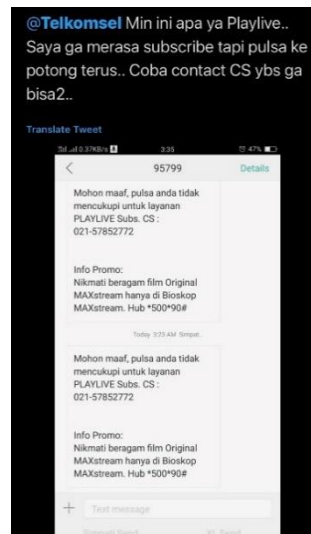 @Telkomsel Min ini apa ya Playlive..
Saya ga merasa subscribe tapi pulsa ke
potong terus.. Coba contact CS ybs ga
bisa2..
Translate Tweet
3:35
47%
95799
Details
Mohon maaf, pulsa anda tidak
mencukupi untuk layanan
PLAYLIVE Subs. CS :
021-57852772
Info Promo:
Nikmati beragam film Original
MAXstream hanya di Bioskop
MAXstream. Hub *500*90#
Mohon maaf, pulsa anda tidak
mencukupi untuk layanan
PLAYLIVE Subs. CS :
021-57852772
Info Promo:
Nikmati beragam film Original
MAXstream hanya di Bioskop
MAXstream. Hub *500*90#
Text message